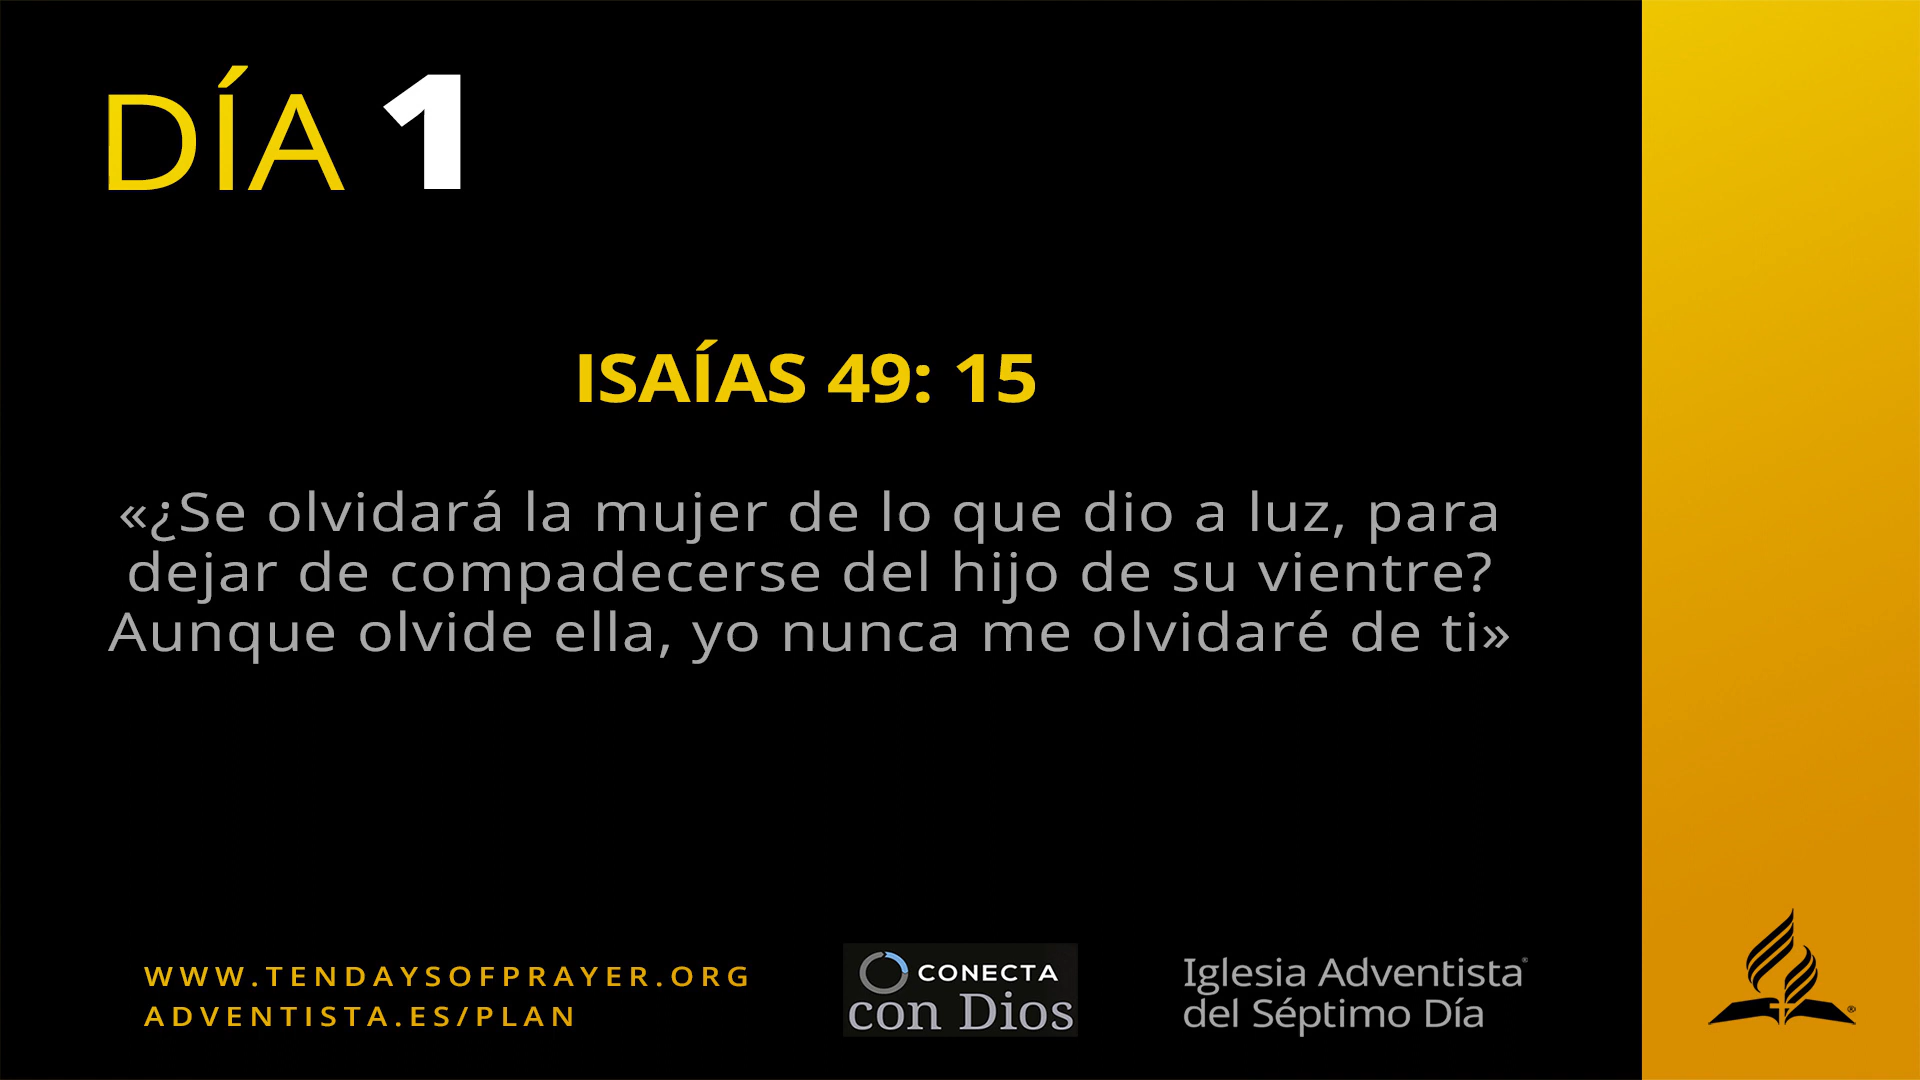 DÍA 1
ISAÍAS 49: 15
«¿Se olvidará la mujer de lo que dio a luz, para
dejar de compadecerse del hijo de su vientre?
Aunque olvide ella, yo nunca me olvidaré de ti»
WWW.TENDAYSOFPRAYER.ORG
ADVENTISTA.ES/PLAN
CONECTA
con Dios
Iglesia Adventista®
del Séptimo Día
®